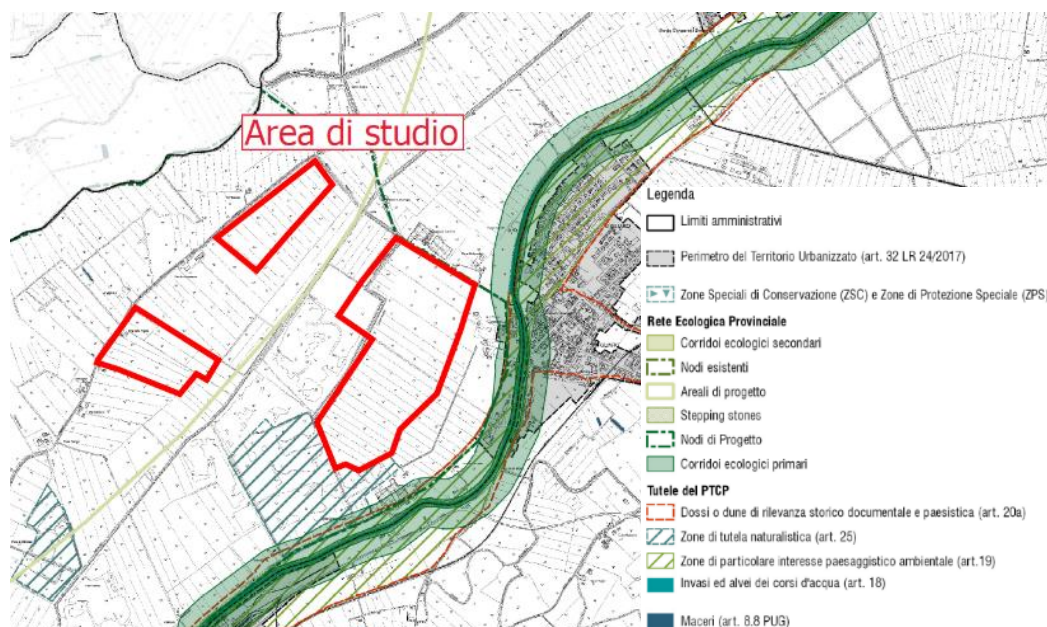 Area di studio
Legenda
Limiti amministrativi
Perimetro del Territorio Urbanizzato (art. 32 LR 24/2017)
Zone Speciali di Conservazione (ZSC) e Zone di Protezione Speciale (ZPS)
Rete Ecologica Provinciale
Corridoi ecologici secondari
Nodi esistenti
Areali di progetto
Stepping stones
Nodi di Progetto
Corridoi ecologici primari
Tutele del PTCP
Dossi o dune di rilevanza storico documentale e paesistica (art. 20a)
Zone di tutela naturalistica (art. 25)
Zone di particolare interesse paesaggistico ambientale (art.19)
Invasi ed alvei dei corsi d'acqua (art. 18)
Maceri (art. 8.8 PUG)